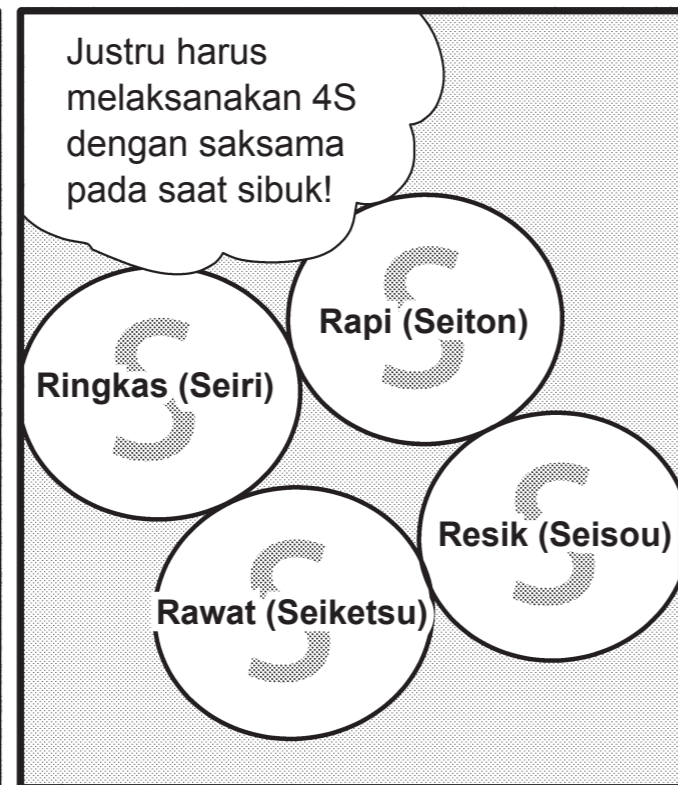 Justru harus
melaksanakan 4S
dengan saksama
pada saat sibuk!
S
Rapi (Seiton)
S
Ringkas (Seiri)
S
Resik (Seisou)
S
Rawat (Seiketsu)